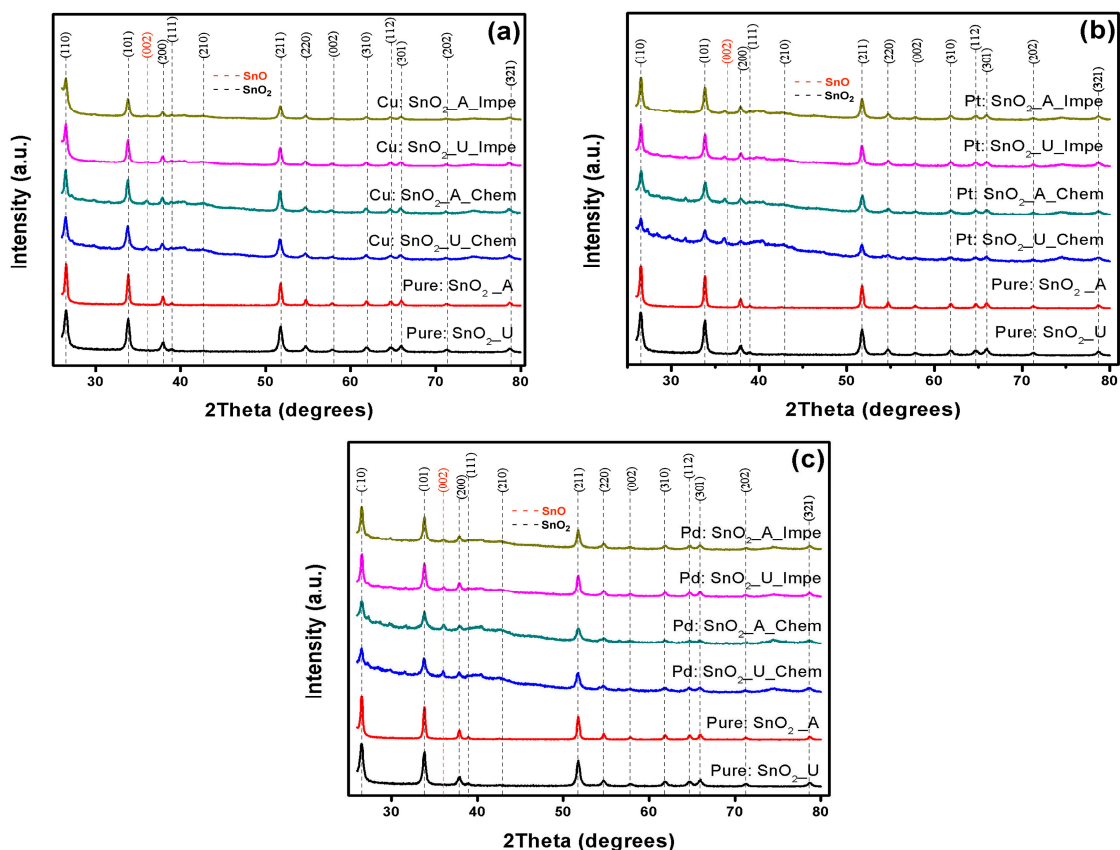 (a)
(110)
(101)
(002)
(200)
(111)
(210)
(211)
(220)
(002)
(310)
(112)
(301)
(202)
(321)
SnO
SnO₂
Cu: SnO₂_A_Impe
Cu: SnO₂_U_Impe
Cu: SnO₂_A_Chem
Cu: SnO₂_U_Chem
Pure: SnO₂_A
Pure: SnO₂_U
Intensity (a.u.)
30 40 50 60 70 80
2Theta (degrees)
(b)
(110)
(101)
(002)
(200)
(111)
(210)
(211)
(220)
(002)
(310)
(112)
(301)
(202)
(321)
SnO
SnO₂
Pt: SnO₂_A_Impe
Pt: SnO₂_U_Impe
Pt: SnO₂_A_Chem
Pt: SnO₂_U_Chem
Pure: SnO₂_A
Pure: SnO₂_U
Intensity (a.u.)
30 40 50 60 70 80
2Theta (degrees)
(c)
(110)
(101)
(002)
(200)
(111)
(210)
(211)
(220)
(002)
(310)
(112)
(301)
(202)
(321)
SnO
SnO₂
Pd: SnO₂_A_Impe
Pd: SnO₂_U_Impe
Pd: SnO₂_A_Chem
Pd: SnO₂_U_Chem
Pure: SnO₂_A
Pure: SnO₂_U
Intensity (a.u.)
30 40 50 60 70 80
2Theta (degrees)